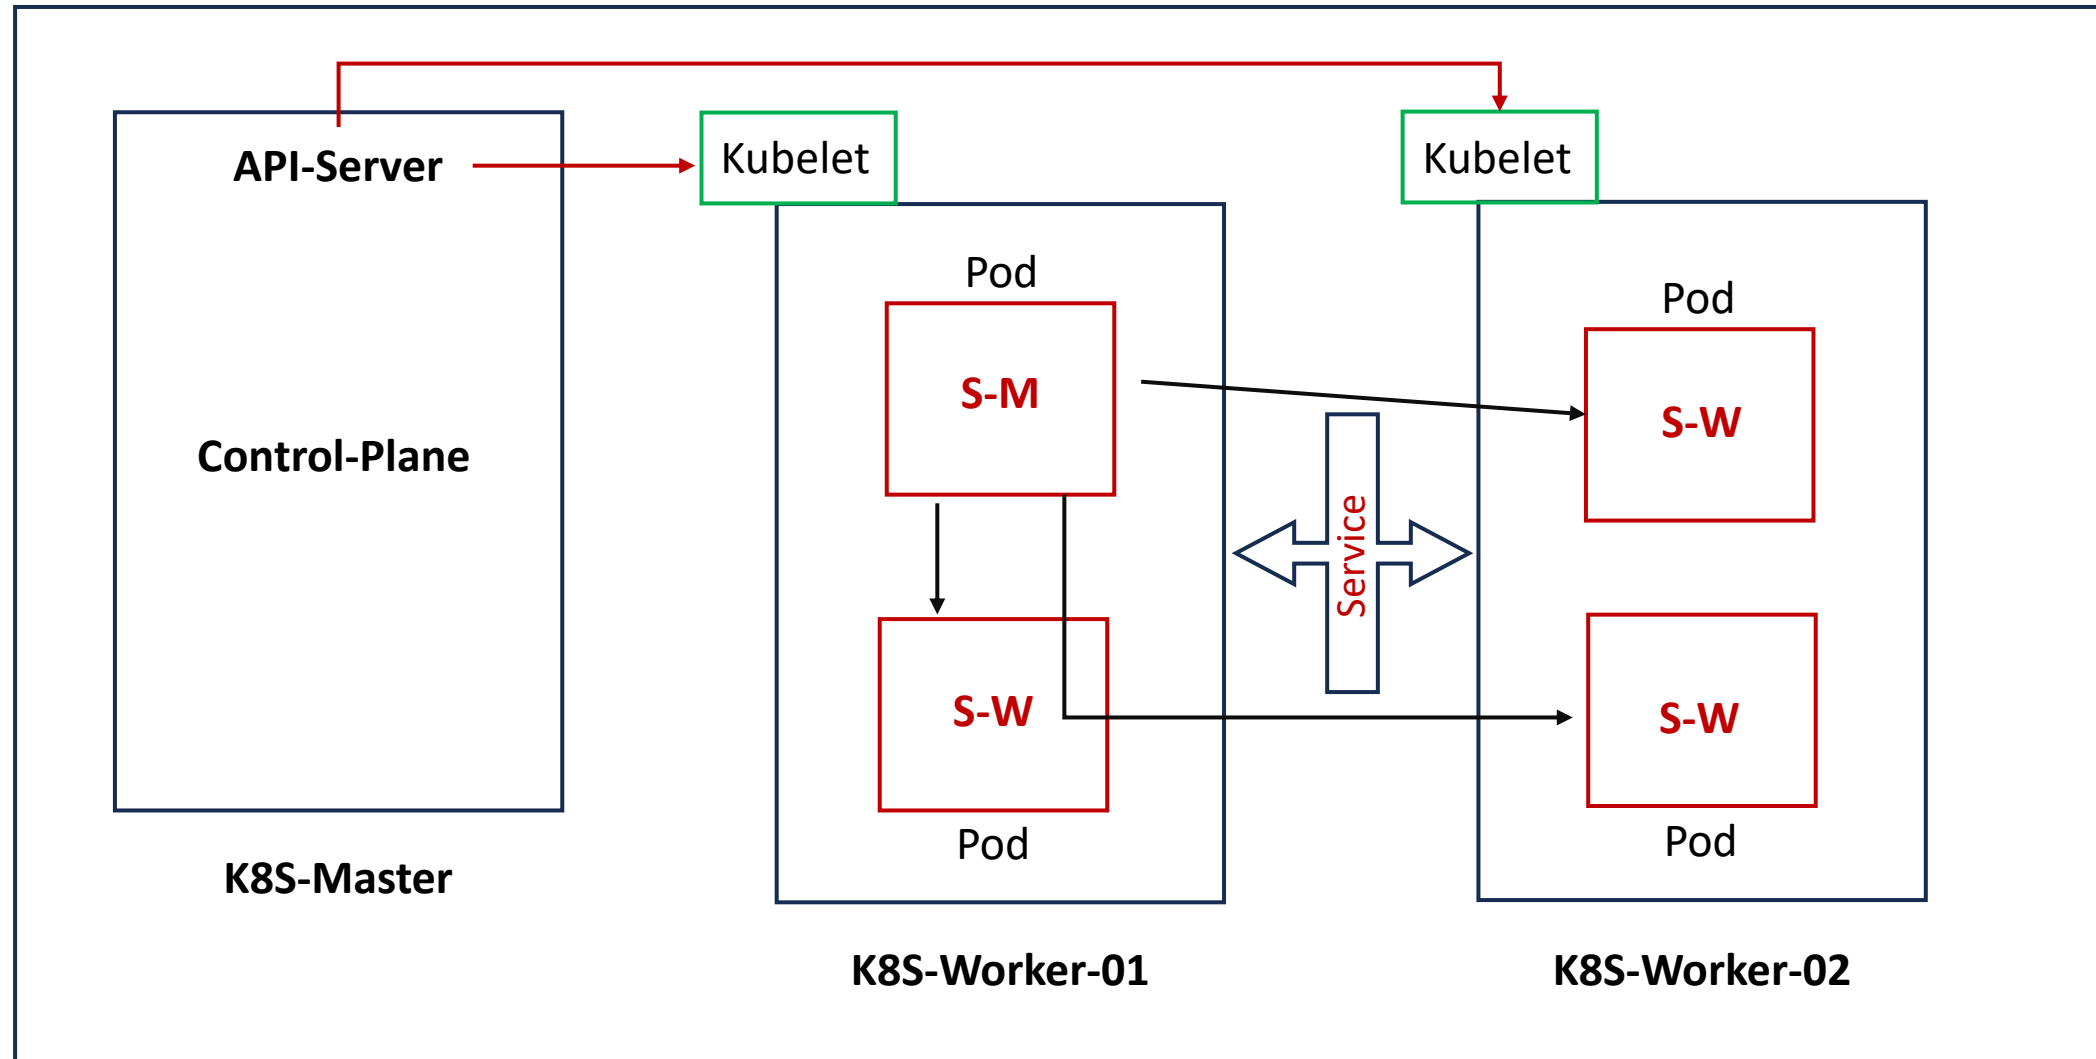 API-Server
Kubelet
Kubelet
Control-Plane
Pod
S-M
Pod
S-W
Service
S-W
Pod
S-W
Pod
K8S-Master
K8S-Worker-01
K8S-Worker-02